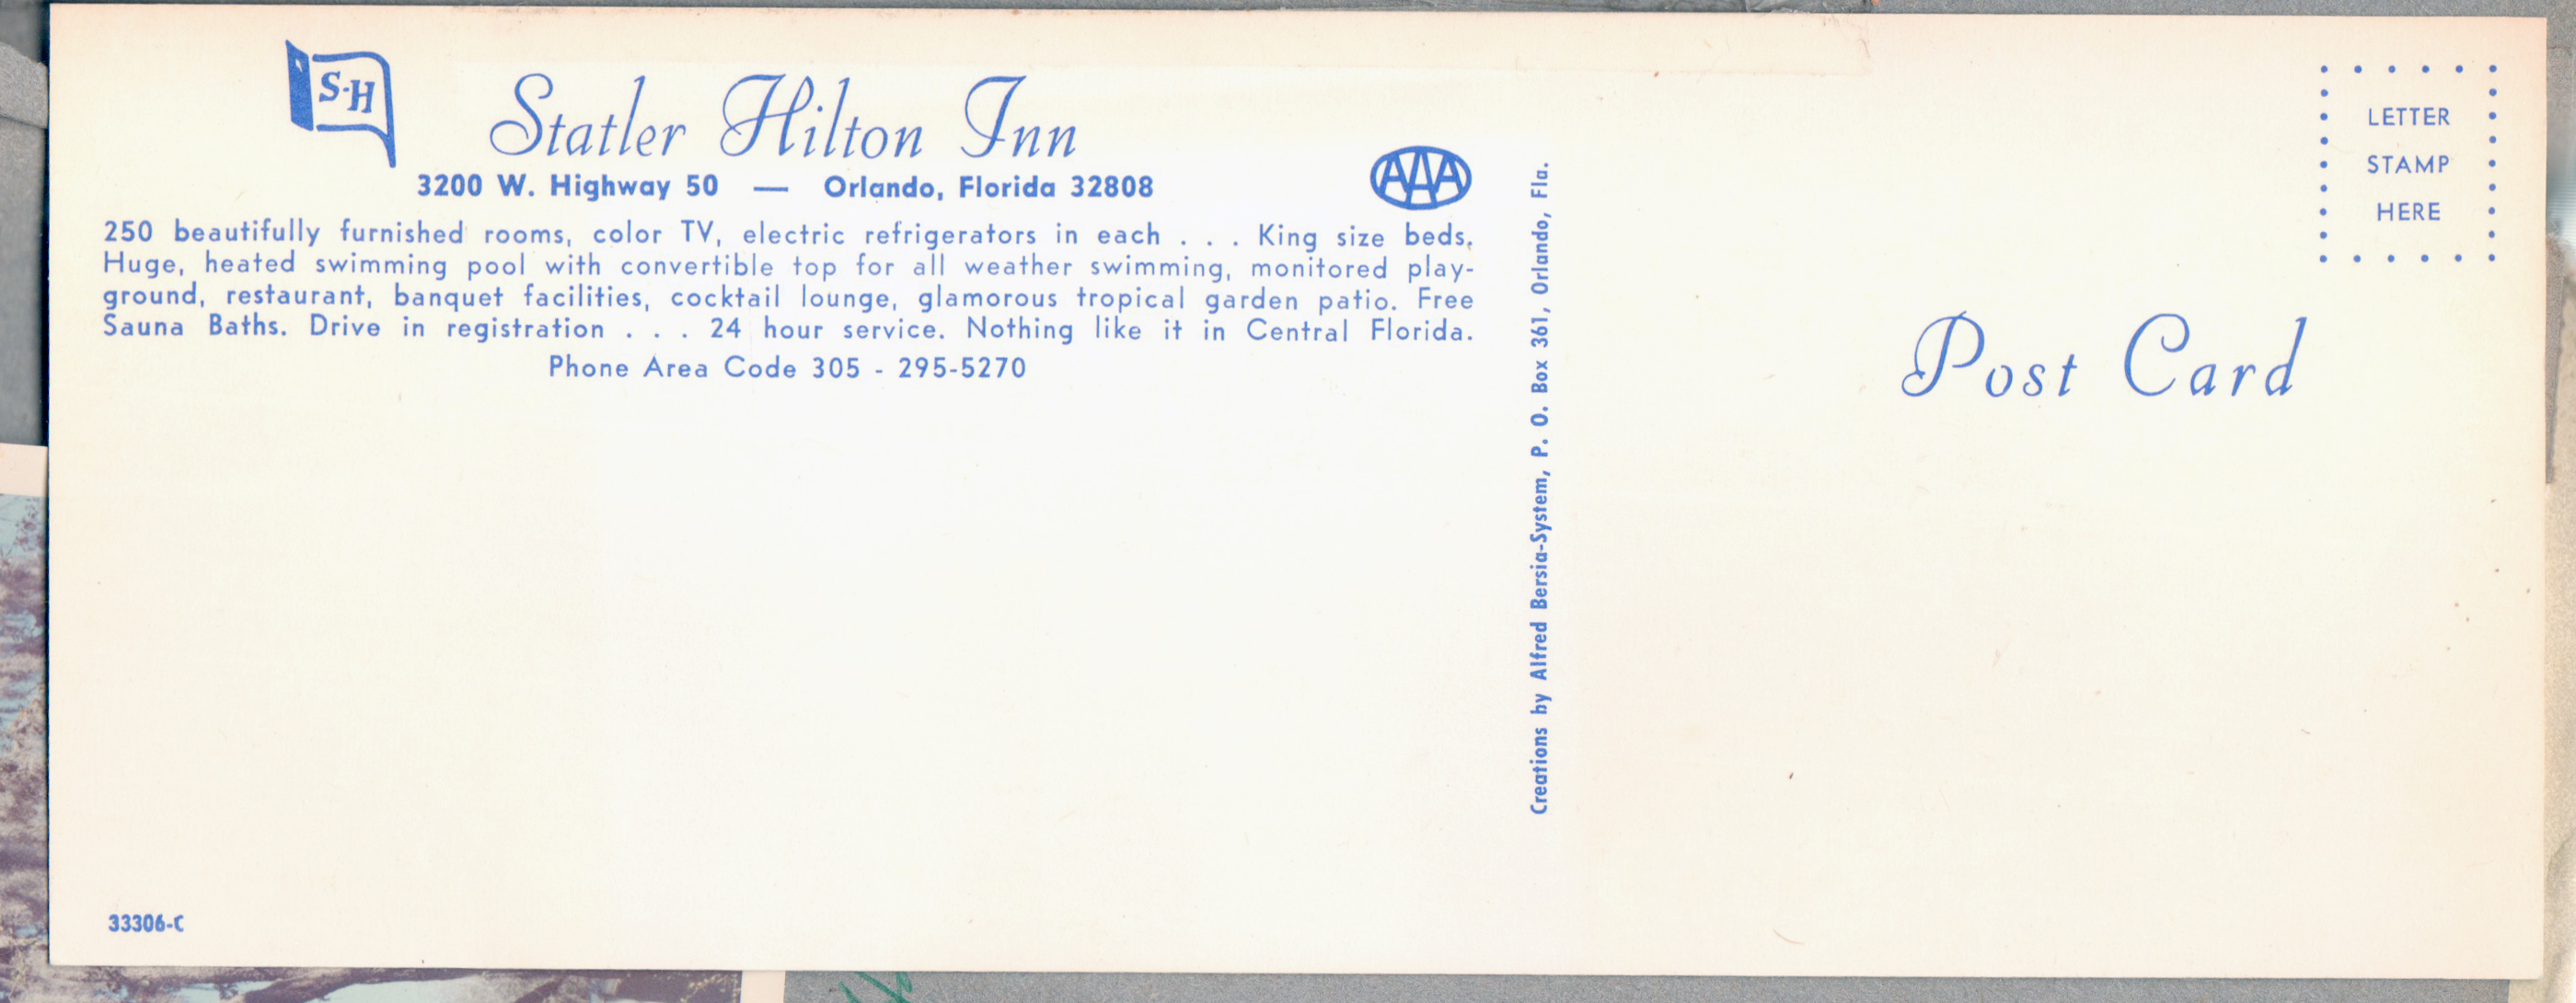 S-H
Statler Hilton Inn
3200 W. Highway 50 — Orlando, Florida 32808
AAA
250 beautifully furnished rooms, color TV, electric refrigerators in each . . . King size beds.
Huge, heated swimming pool with convertible top for all weather swimming, monitored play-
ground, restaurant, banquet facilities, cocktail lounge, glamorous tropical garden patio. Free
Sauna Baths. Drive in registration . . . 24 hour service. Nothing like it in Central Florida.
Phone Area Code 305 - 295-5270
33306-C
Creations by Alfred Bersia-System, P. O. Box 361, Orlando, Fla.
LETTER
STAMP
HERE
Post Card